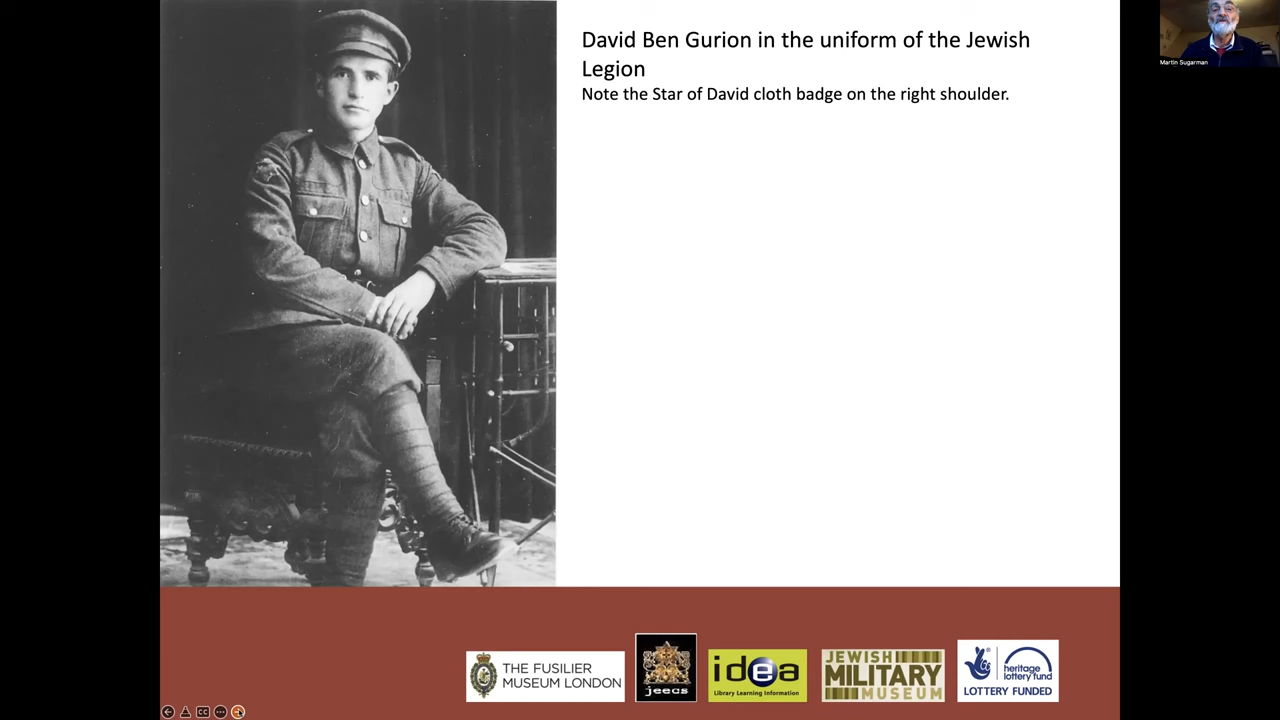 David Ben Gurion in the uniform of the Jewish
Legion
Note the Star of David cloth badge on the right shoulder.
Martin Sugarman
THE FUSILIER
MUSEUM LONDON
jeecs
idea
Library Learning Information
JEWISH
MILITARY
MUSEUM
heritage
lottery fund
LOTTERY FUNDED
CC